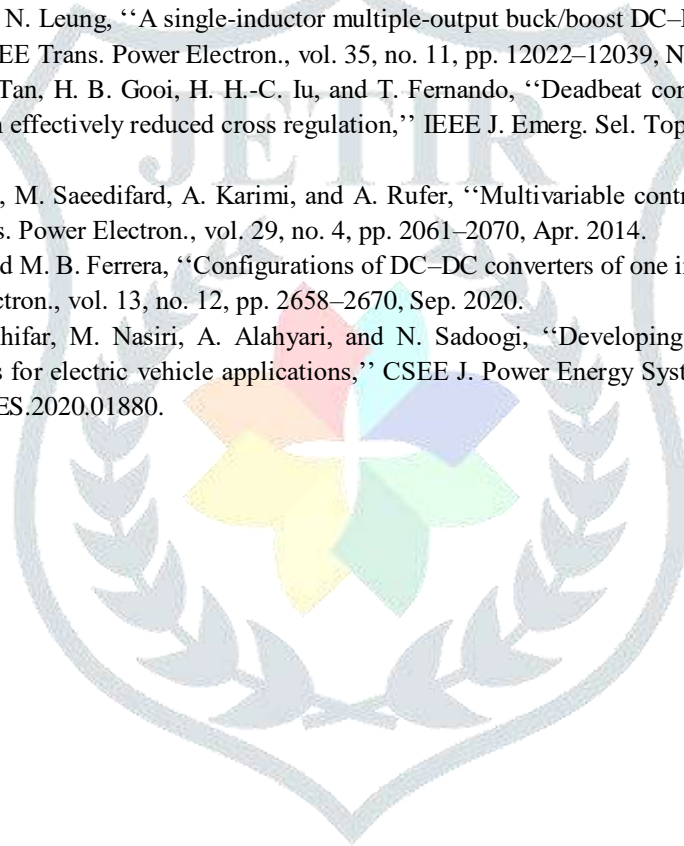 N. Leung, ‘‘A single-inductor multiple-output buck/boost DC–
EE Trans. Power Electron., vol. 35, no. 11, pp. 12022–12039, N
Tan, H. B. Gooi, H. H.-C. Iu, and T. Fernando, ‘‘Deadbeat con
effectively reduced cross regulation,’’ IEEE J. Emerg. Sel. Top
JETIR
, M. Saeedifard, A. Karimi, and A. Rufer, ‘‘Multivariable contr
s. Power Electron., vol. 29, no. 4, pp. 2061–2070, Apr. 2014.
d M. B. Ferrera, ‘‘Configurations of DC–DC converters of one i
ctron., vol. 13, no. 12, pp. 2658–2670, Sep. 2020.
hifar, M. Nasiri, A. Alahyari, and N. Sadoogi, ‘‘Developing
s for electric vehicle applications,’’ CSEE J. Power Energy Syst
ES.2020.01880.